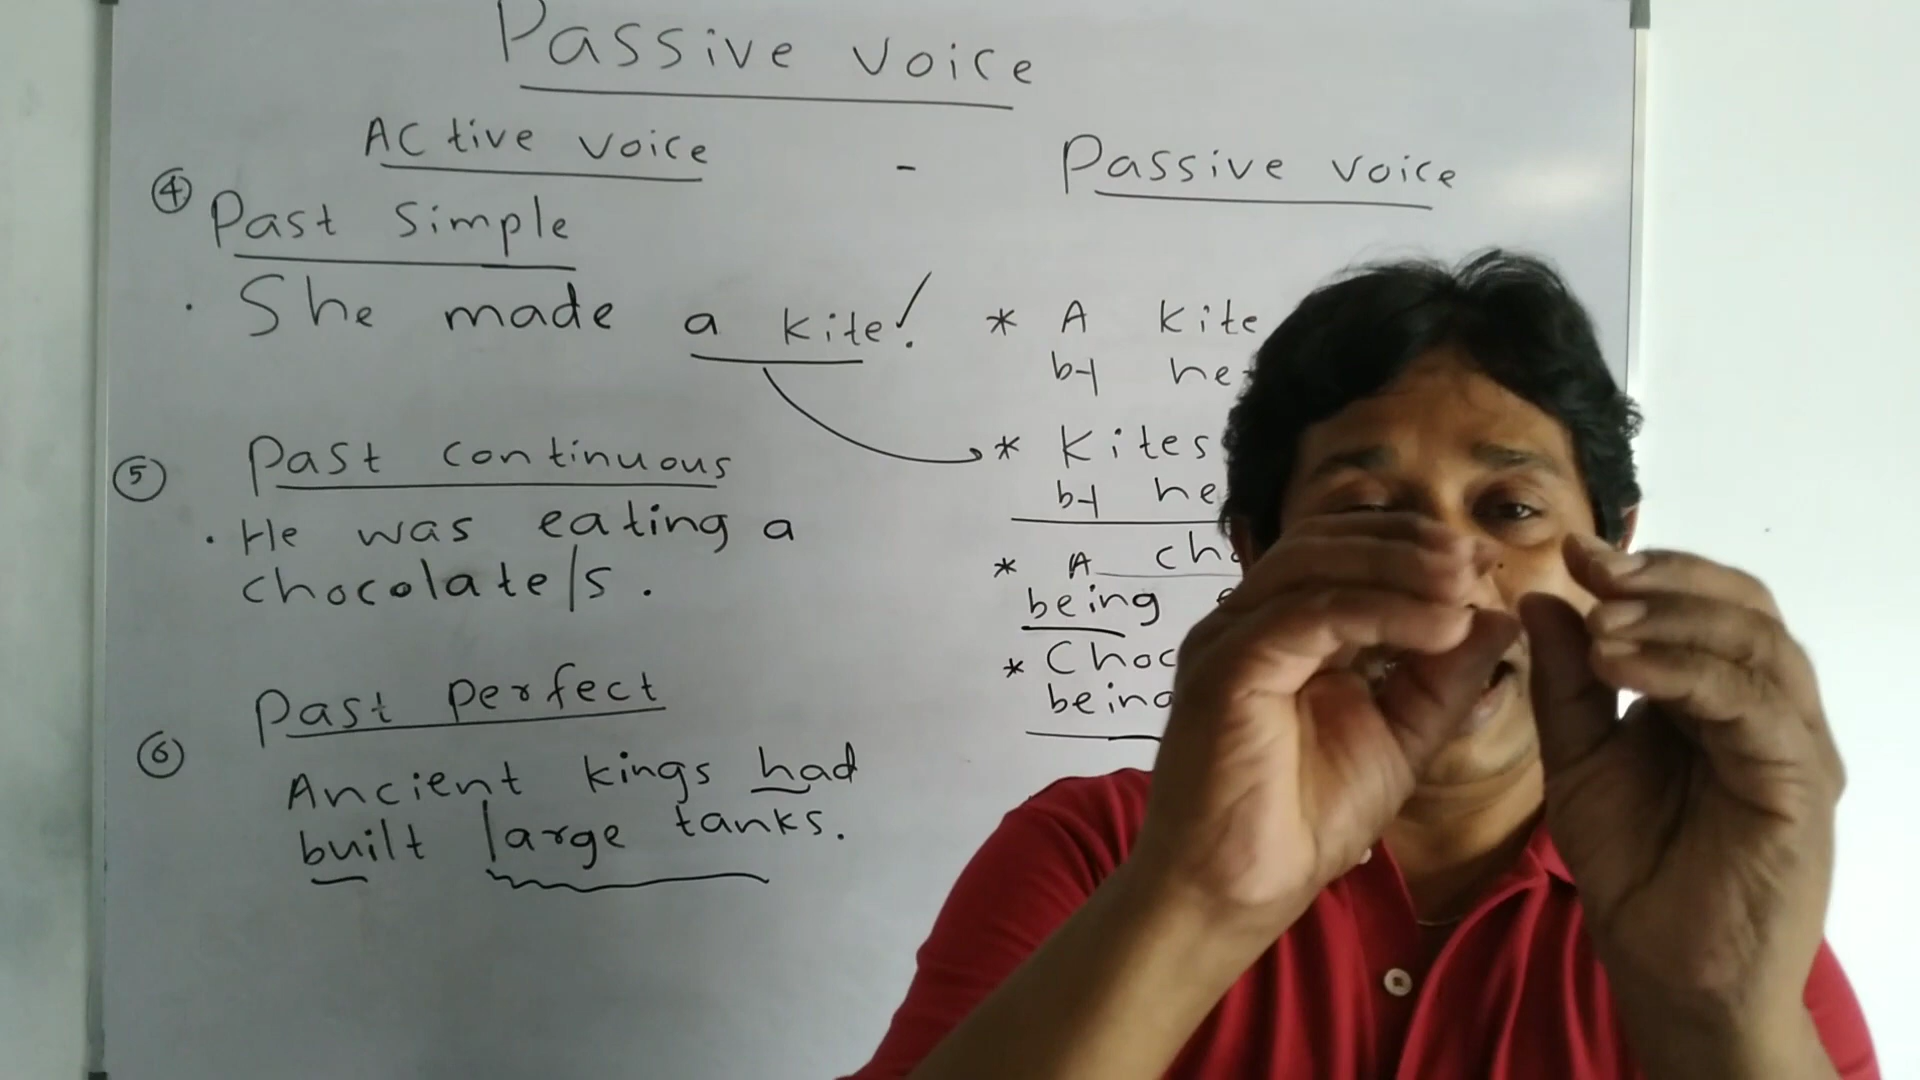 Passive voice
Active voice - Passive voice
④ Past simple
• She made a kite!
* A kite
by he
* Kites
by he
⑤ Past continuous
• He was eating a
chocolate/s.
* A cho
being
* Choc
being
⑥ Past perfect
Ancient kings had
built large tanks.